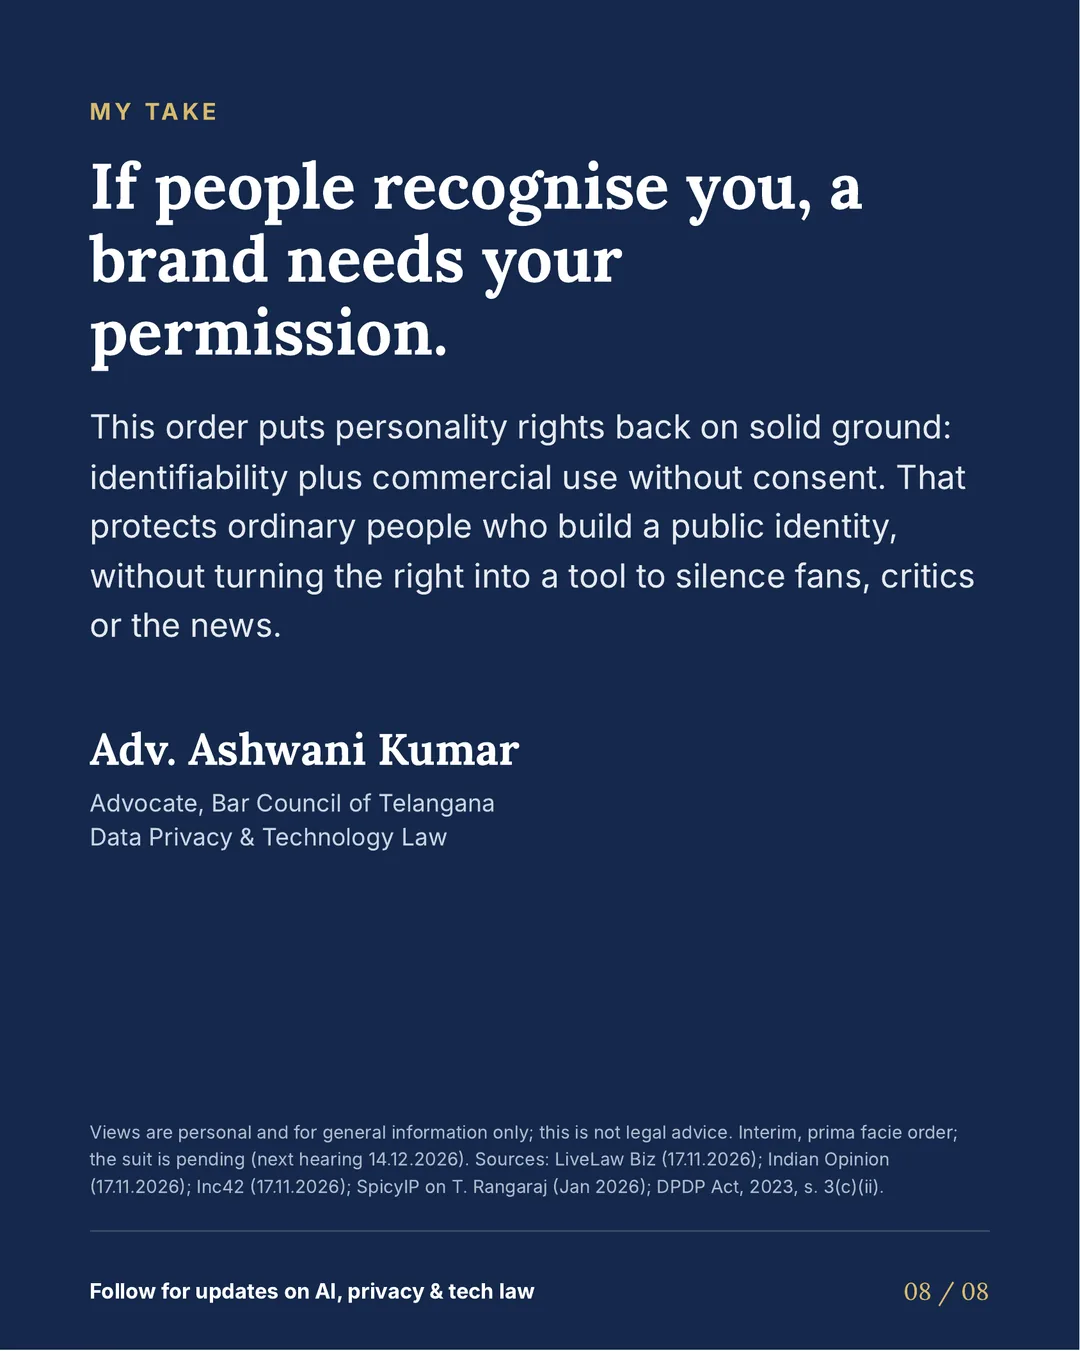 MY TAKE
If people recognise you, a
brand needs your
permission.
This order puts personality rights back on solid ground:
identifiability plus commercial use without consent. That
protects ordinary people who build a public identity,
without turning the right into a tool to silence fans, critics
or the news.
Adv. Ashwani Kumar
Advocate, Bar Council of Telangana
Data Privacy & Technology Law
Views are personal and for general information only; this is not legal advice. Interim, prima facie order;
the suit is pending (next hearing 14.12.2026). Sources: LiveLaw Biz (17.11.2026); Indian Opinion
(17.11.2026); Inc42 (17.11.2026); SpicyIP on T. Rangaraj (Jan 2026); DPDP Act, 2023, s. 3(c)(ii).
Follow for updates on AI, privacy & tech law
08 / 08